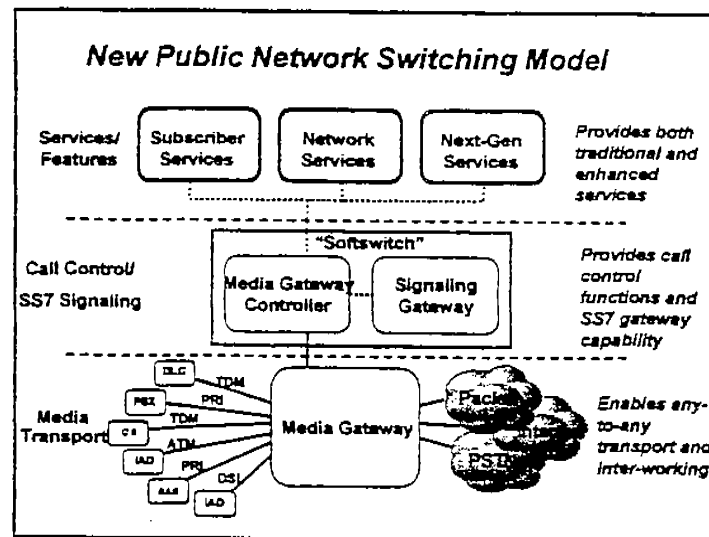 New Public Network Switching Model
Services/
Features
Subscriber
Services
Network
Services
Next-Gen
Services
Provides both
traditional and
enhanced
services
"Softswitch"
Call Control/
SS7 Signaling
Media Gateway
Controller
Signaling
Gateway
Provides call
control
functions and
SS7 gateway
capability
Media
Transport
DLC
TDM
PBX
PRI
TDM
IAD
ATM
PRI
IAD
Media Gateway
Packet
Enables any-
to-any
transport and
inter-working